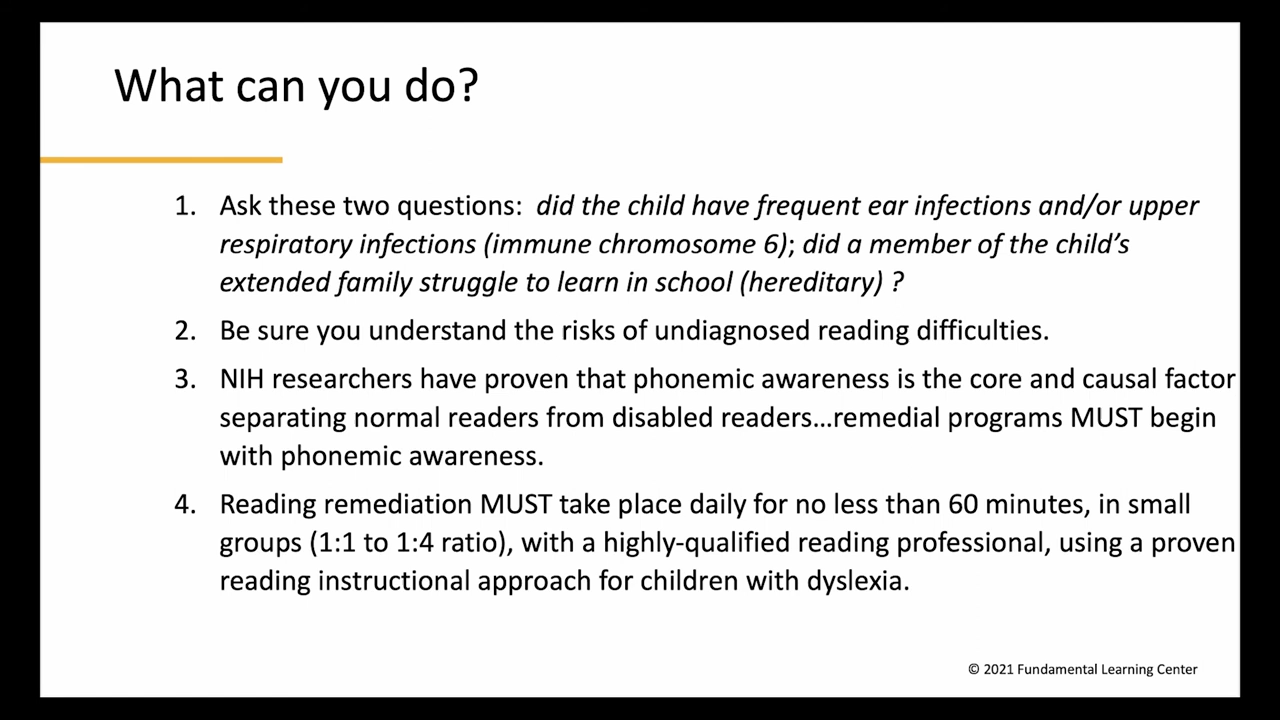 What can you do?
1. Ask these two questions: did the child have frequent ear infections and/or upper
respiratory infections (immune chromosome 6); did a member of the child’s
extended family struggle to learn in school (hereditary) ?
2. Be sure you understand the risks of undiagnosed reading difficulties.
3. NIH researchers have proven that phonemic awareness is the core and causal factor
separating normal readers from disabled readers…remedial programs MUST begin
with phonemic awareness.
4. Reading remediation MUST take place daily for no less than 60 minutes, in small
groups (1:1 to 1:4 ratio), with a highly-qualified reading professional, using a proven
reading instructional approach for children with dyslexia.
© 2021 Fundamental Learning Center